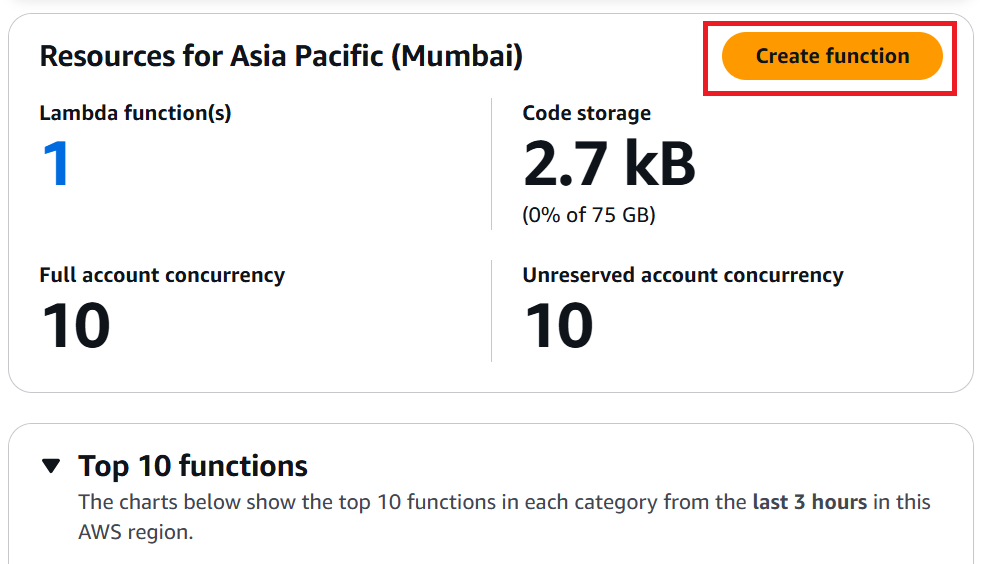 Resources for Asia Pacific (Mumbai)
Create function
Lambda function(s)
1
Code storage
2.7 kB
(0% of 75 GB)
Full account concurrency
10
Unreserved account concurrency
10
Top 10 functions
The charts below show the top 10 functions in each category from the last 3 hours in this
AWS region.